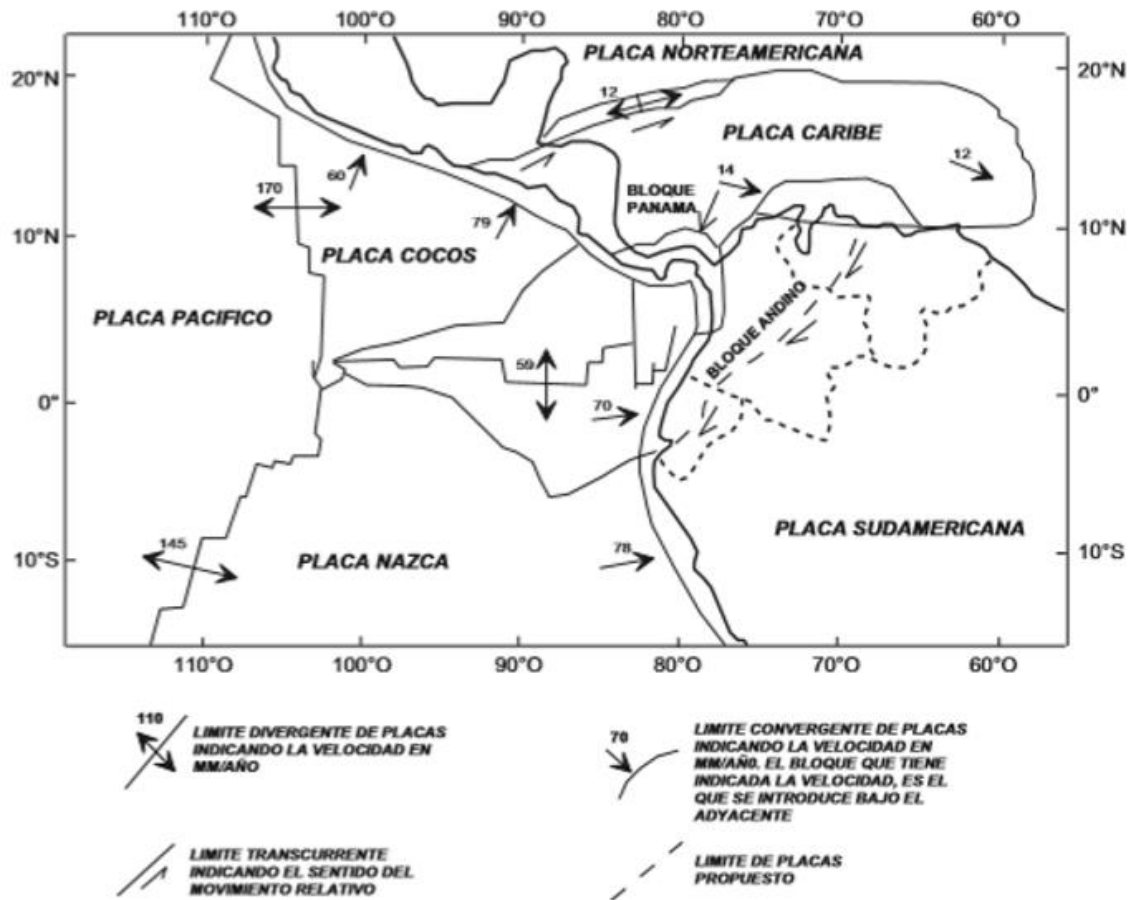 110°O 100°O 90°O 80°O 70°O 60°O
PLACA NORTEAMERICANA
20°N 20°N
12
PLACA CARIBE
12
60
14
170
BLOQUE
PANAMA
79
10°N 10°N
PLACA COCOS
PLACA PACIFICO
BLOQUE ANDINO
59
70
0° 0°
PLACA SUDAMERICANA
145
PLACA NAZCA
78
10°S 10°S
110°O 100°O 90°O 80°O 70°O 60°O
110
LIMITE DIVERGENTE DE PLACAS
INDICANDO LA VELOCIDAD EN
MM/AÑO
70
LIMITE CONVERGENTE DE PLACAS
INDICANDO LA VELOCIDAD EN
MM/AÑ0. EL BLOQUE QUE TIENE
INDICADA LA VELOCIDAD, ES EL
QUE SE INTRODUCE BAJO EL
ADYACENTE
LIMITE TRANSCURRENTE
INDICANDO EL SENTIDO DEL
MOVIMIENTO RELATIVO
LIMITE DE PLACAS
PROPUESTO